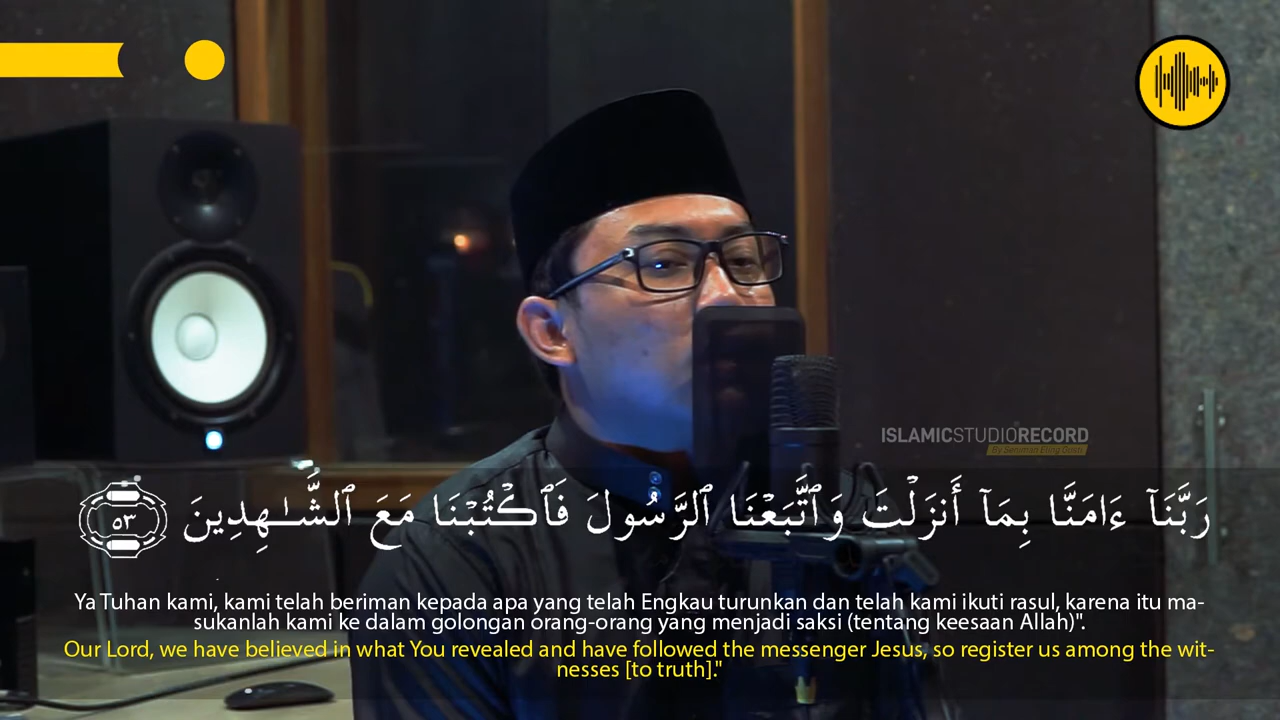 ISLAMICSTUDIORECORD
رَبَّنَآ ءَامَنَّا بِمَآ أَنزَلْتَ وَٱتَّبَعْنَا ٱلرَّسُولَ فَٱكْتُبْنَا مَعَ ٱلشَّـٰهِدِينَ ٥٣
Ya Tuhan kami, kami telah beriman kepada apa yang telah Engkau turunkan dan telah kami ikuti rasul, karena itu ma-
sukanlah kami ke dalam golongan orang-orang yang menjadi saksi (tentang keesaan Allah)".
Our Lord, we have believed in what You revealed and have followed the messenger Jesus, so register us among the wit-
nesses [to truth]."